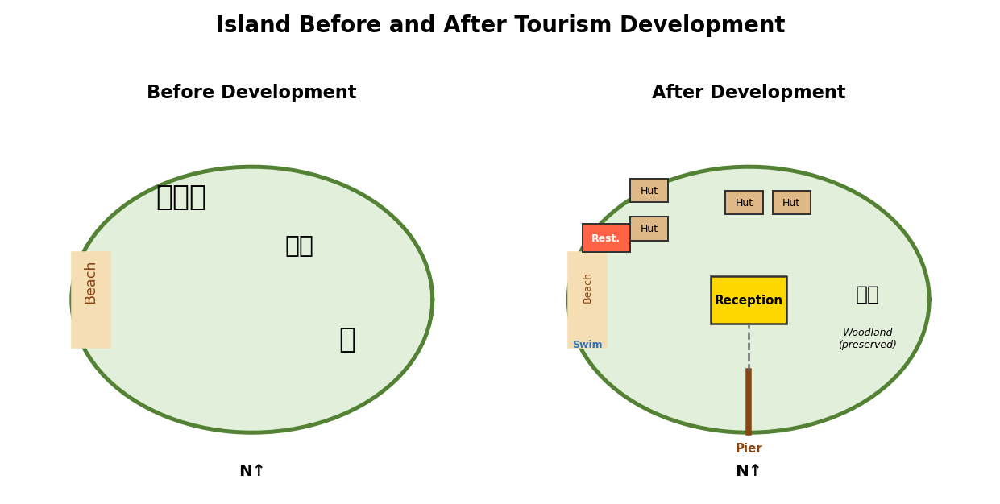 Island Before and After Tourism Development
Before Development
Beach
N↑
After Development
Hut
Hut
Hut
Hut
Rest.
Beach
Reception
Swim
Woodland
(preserved)
Pier
N↑